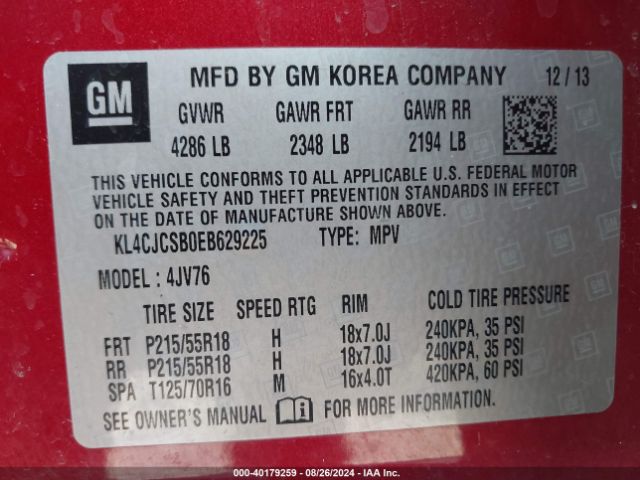 GM
MFD BY GM KOREA COMPANY 12/13
GVWR GAWR FRT GAWR RR
4286 LB 2348 LB 2194 LB
THIS VEHICLE CONFORMS TO ALL APPLICABLE U.S. FEDERAL MOTOR
VEHICLE SAFETY AND THEFT PREVENTION STANDARDS IN EFFECT
ON THE DATE OF MANUFACTURE SHOWN ABOVE.
KL4CJCSB0EB629225 TYPE: MPV
MODEL : 4JV76
TIRE SIZE SPEED RTG RIM COLD TIRE PRESSURE
FRT P215/55R18 H 18x7.0J 240KPA, 35 PSI
RR P215/55R18 H 18x7.0J 240KPA, 35 PSI
SPA T125/70R16 M 16x4.0T 420KPA, 60 PSI
SEE OWNER'S MANUAL i FOR MORE INFORMATION.
000-40179259 - 08/26/2024 - IAA Inc.